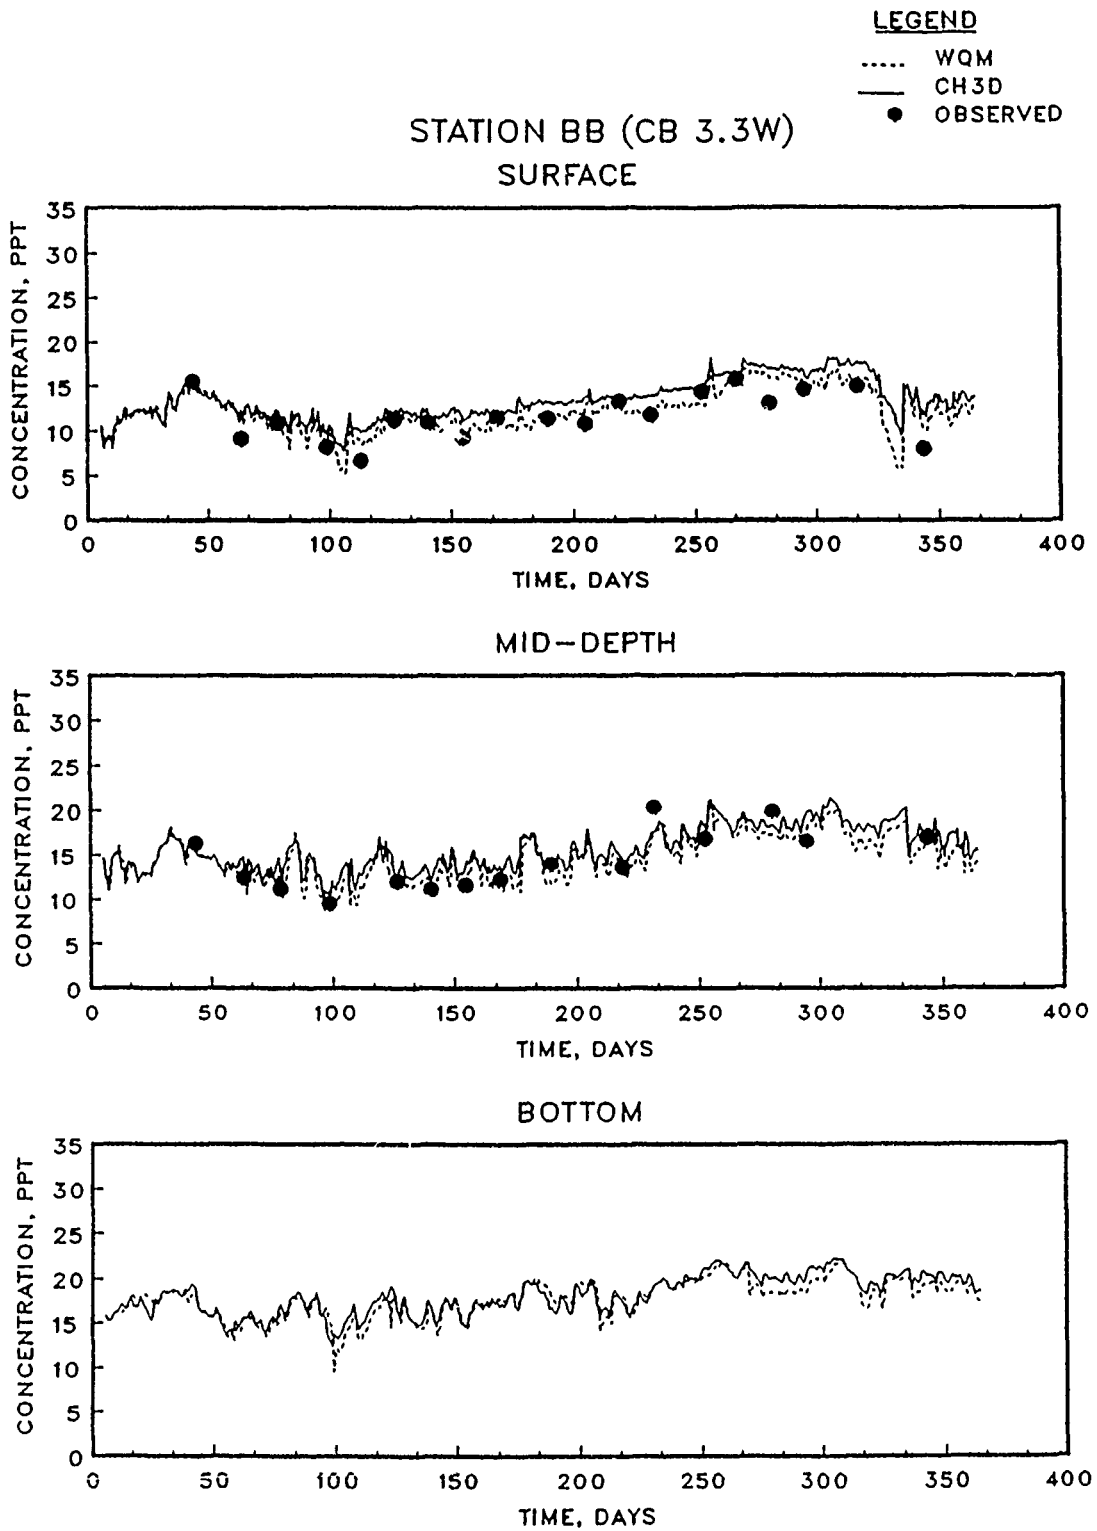 LEGEND
WQM
CH3D
OBSERVED
STATION BB (CB 3.3W)
SURFACE
CONCENTRATION, PPT
35
30
25
20
15
10
5
0
0 50 100 150 200 250 300 350 400
TIME, DAYS
MID-DEPTH
CONCENTRATION, PPT
35
30
25
20
15
10
5
0
0 50 100 150 200 250 300 350 400
TIME, DAYS
BOTTOM
CONCENTRATION, PPT
35
30
25
20
15
10
5
0
0 50 100 150 200 250 300 350 400
TIME, DAYS